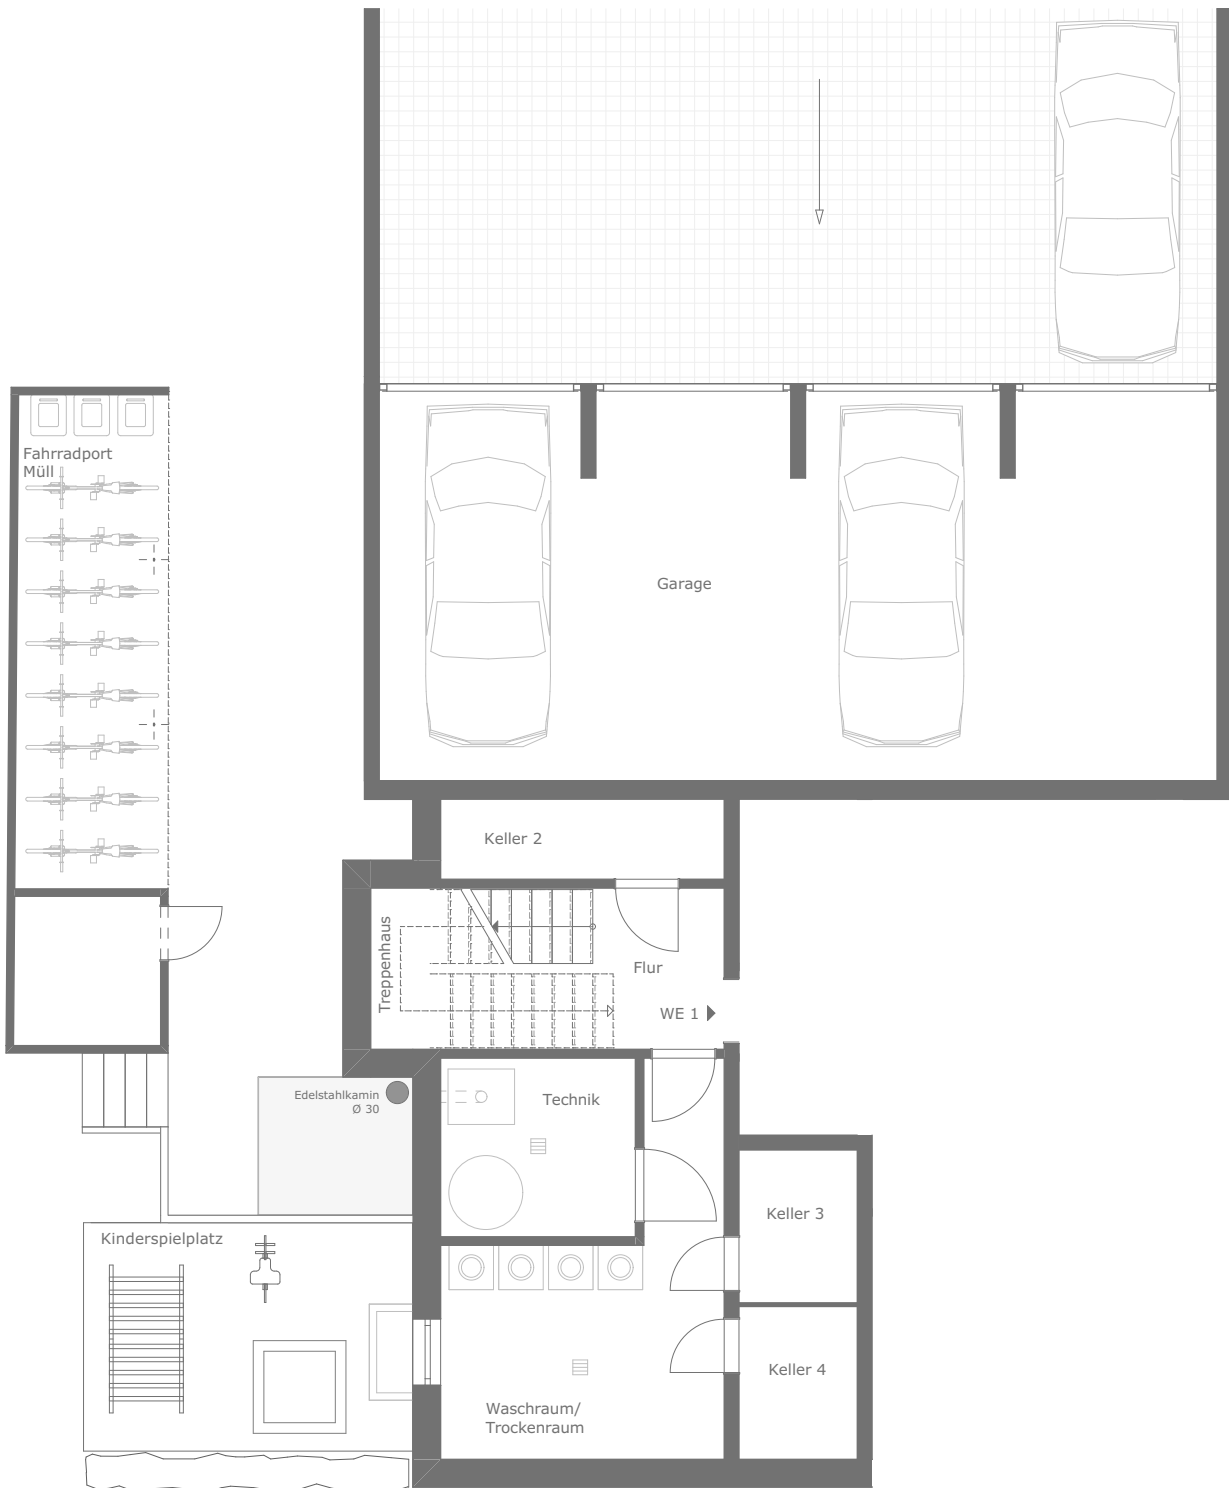 Fahrradport
Müll
Garage
Keller 2
Treppenhaus
Flur
WE 1
Edelstahlkamin
Ø 30
Technik
Keller 3
Kinderspielplatz
Keller 4
Waschraum/
Trockenraum